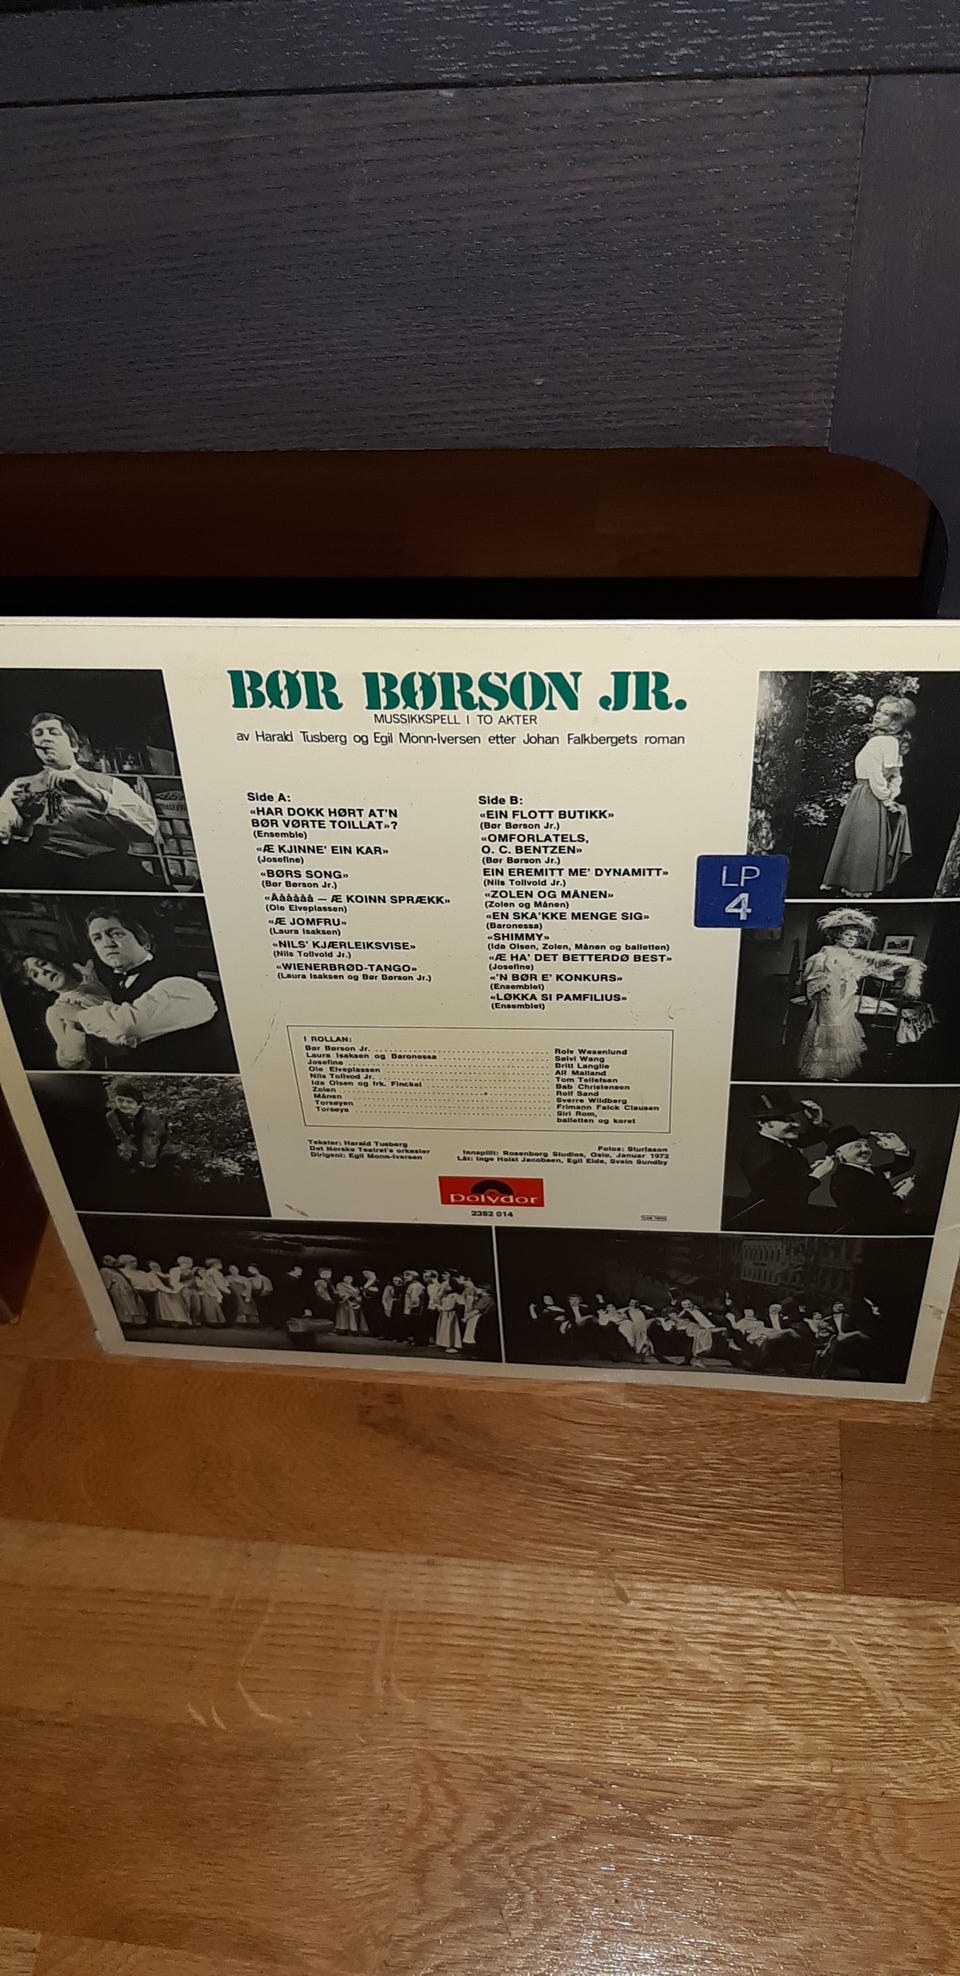 BØR BØRSON JR.
MUSSIKKSPELL I TO AKTER
av Harald Tusberg og Egil Monn-Iversen etter Johan Falkbergets roman
Side A:
«HAR DOKK HØRT AT'N
BØR VØRTE TOILLAT»?
(Ensemble)
«Æ KJINNE' EIN KAR»
(Josefine)
«BØRS SONG»
(Bør Børson Jr.)
«Ååååå — Æ KOINN SPRÆKK»
(Ole Elveplassen)
«Æ JOMFRU»
(Laura Isaksen)
«NILS' KJÆRLEIKSVISE»
(Nils Tollvold Jr.)
«WIENERBRØD-TANGO»
(Laura Isaksen og Bør Børson Jr.)
Side B:
«EIN FLOTT BUTIKK»
(Bør Børson Jr.)
«OMFORLATELS,
O. C. BENTZEN»
(Bør Børson Jr.)
EIN EREMITT ME' DYNAMITT»
(Nils Tollvold Jr.)
«ZOLEN OG MÅNEN»
(Zolen og Månen)
«EN SKA'KKE MENGE SIG»
(Baronessa)
«SHIMMY»
(Ida Olsen, Zolen, Månen og balletten)
«Æ HA' DET BETTERDØ BEST»
(Josefine)
«'N BØR E' KONKURS»
(Ensemblet)
«LØKKA SI PAMFILIUS»
(Ensemblet)
LP
4
I ROLLAN:
Bør Børson Jr. Rolv Wesenlund
Laura Isaksen og Baronessa Sølvi Wang
Josefine Britt Langlie
Ole Elveplassen Alf Malland
Nils Tollvod Jr. Tom Tellefsen
Ida Olsen og frk. Finckel Bab Christensen
Zolen Rolf Sand
Månen Sverre Wildberg
Torsøyen Frimann Falck Clausen
Torsøya Siri Rom,
balletten og koret
Tekster: Harald Tusberg
Det Norske Teatret's orkester
Dirigent: Egil Monn-Iversen
Fotos: Sturlason
Innspillt: Rosenborg Studios, Oslo, Januar 1972
Låt: Inge Holst Jacobsen, Egil Eide, Svein Sundby
Polydor
2382 014